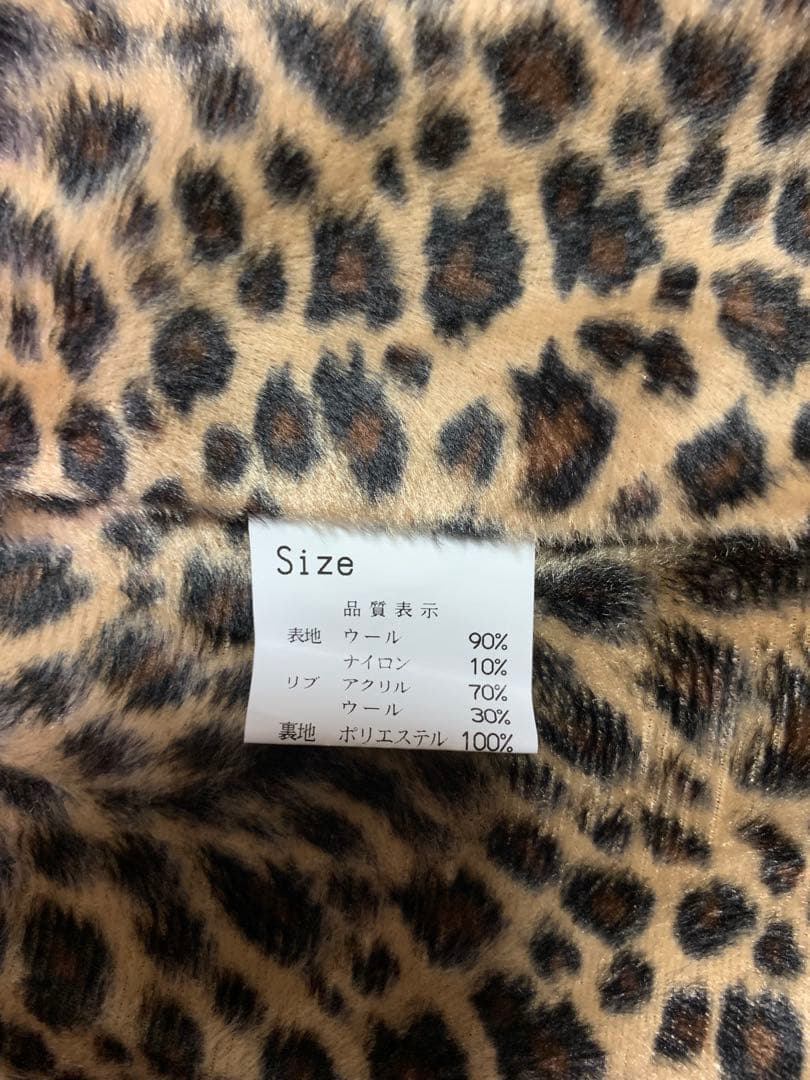 Size
品質表示
表地 ウール 90%
ナイロン 10%
リブ アクリル 70%
ウール 30%
裏地 ポリエステル 100%